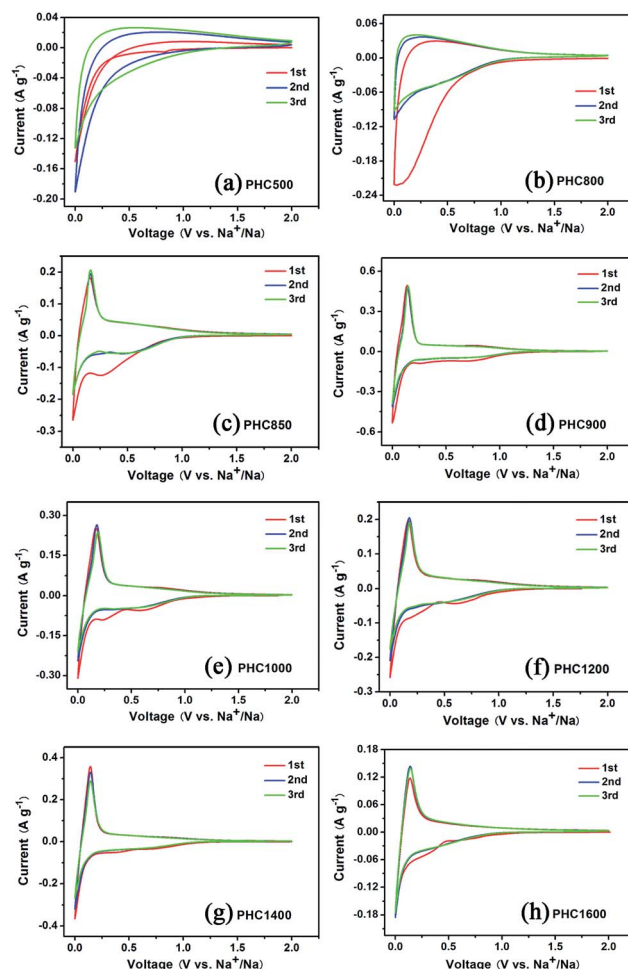 (a) PHC500
Current (A g-1)
0.00
-0.04
-0.08
-0.12
-0.16
-0.20
1st
2nd
3rd
0.0 0.5 1.0 1.5 2.0
Voltage (V vs. Na+/Na)
(b) PHC800
Current (A g-1)
0.06
0.00
-0.06
-0.12
-0.18
-0.24
1st
2nd
3rd
0.0 0.5 1.0 1.5 2.0
Voltage (V vs. Na+/Na)
(c) PHC850
Current (A g-1)
0.2
0.1
0.0
-0.1
-0.2
-0.3
1st
2nd
3rd
0.0 0.5 1.0 1.5 2.0
Voltage (V vs. Na+/Na)
(d) PHC900
Current (A g-1)
0.6
0.3
0.0
-0.3
-0.6
1st
2nd
3rd
0.0 0.5 1.0 1.5 2.0
Voltage (V vs. Na+/Na)
(e) PHC1000
Current (A g-1)
0.30
0.15
0.00
-0.15
-0.30
1st
2nd
3rd
0.0 0.5 1.0 1.5 2.0
Voltage (V vs. Na+/Na)
(f) PHC1200
Current (A g-1)
0.2
0.1
0.0
-0.1
-0.2
-0.3
1st
2nd
3rd
0.0 0.5 1.0 1.5 2.0
Voltage (V vs. Na+/Na)
(g) PHC1400
Current (A g-1)
0.4
0.2
0.0
-0.2
-0.4
1st
2nd
3rd
0.0 0.5 1.0 1.5 2.0
Voltage (V vs. Na+/Na)
(h) PHC1600
Current (A g-1)
0.18
0.12
0.06
0.00
-0.06
-0.12
-0.18
1st
2nd
3rd
0.0 0.5 1.0 1.5 2.0
Voltage (V vs. Na+/Na)